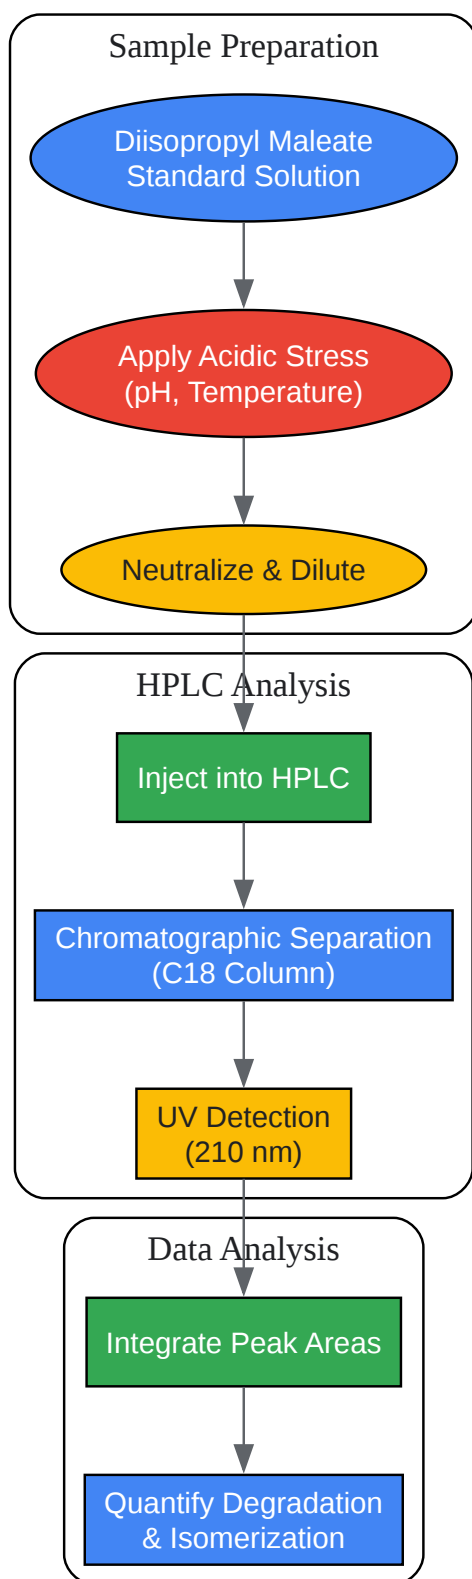 Sample Preparation
Diisopropyl Maleate
Standard Solution
Apply Acidic Stress
(pH, Temperature)
Neutralize & Dilute
HPLC Analysis
Inject into HPLC
Chromatographic Separation
(C18 Column)
UV Detection
(210 nm)
Data Analysis
Integrate Peak Areas
Quantify Degradation
& Isomerization